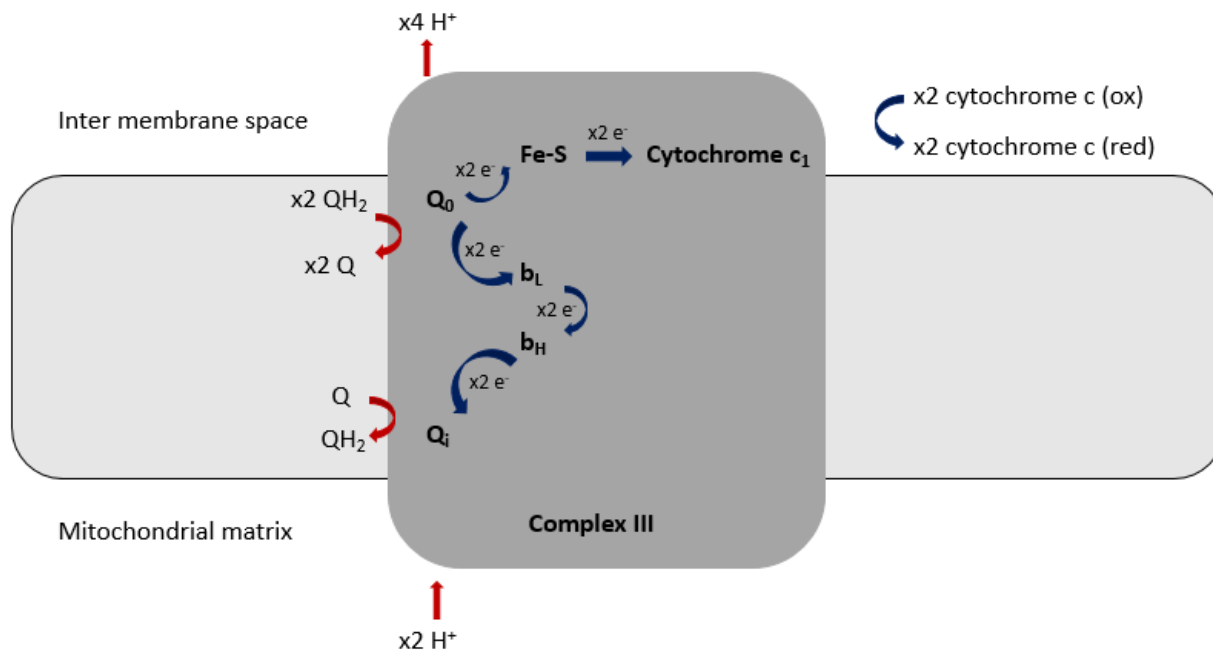 x4 H⁺
Inter membrane space
x2 cytochrome c (ox)
x2 cytochrome c (red)
x2 e⁻
Fe-S
Cytochrome c₁
x2 e⁻
x2 QH₂
Q₀
x2 Q
x2 e⁻
b_L
x2 e⁻
b_H
x2 e⁻
Q
QH₂
Q_i
Complex III
Mitochondrial matrix
x2 H⁺